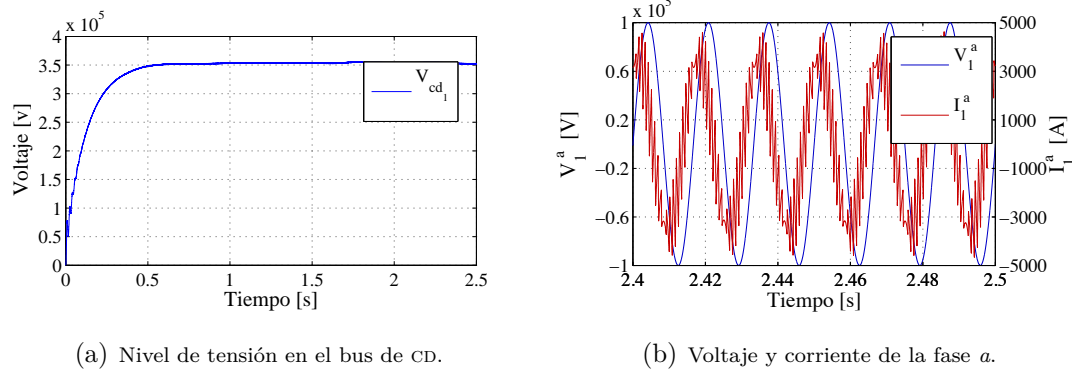 x 10^5
4
3.5
3
2.5
2
1.5
1
0.5
0
Voltaje [v]
V_cd_1
0 0.5 1 1.5 2 2.5
Tiempo [s]
(a) Nivel de tensión en el bus de CD.
x 10^5
1
0.6
0.2
−0.2
−0.6
−1
V_1^a [V]
V_1^a
I_1^a
5000
3000
1000
−1000
−3000
−5000
I_1^a [A]
2.4 2.42 2.44 2.46 2.48 2.5
Tiempo [s]
(b) Voltaje y corriente de la fase a.